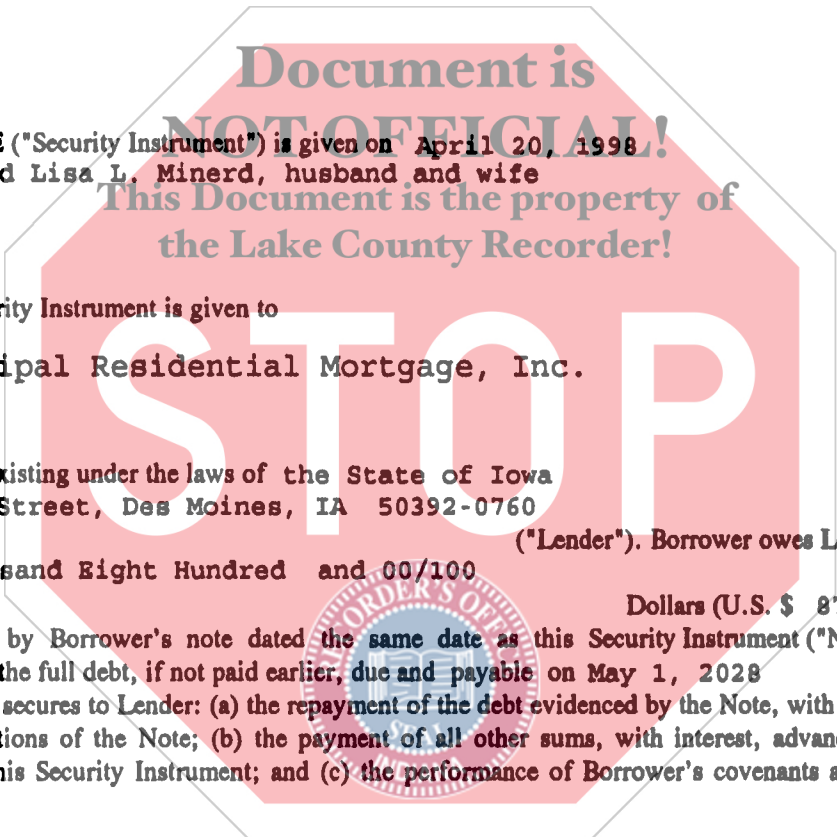 Document is
NOT OFFICIAL!
("Security Instrument") is given on April 20, 1998
d Lisa L. Minerd, husband and wife
This Document is the property of
the Lake County Recorder!
rity Instrument is given to
STOP
ipal Residential Mortgage, Inc.
xisting under the laws of the State of Iowa
Street, Des Moines, IA 50392-0760
("Lender"). Borrower owes L
sand Eight Hundred and 00/100
Dollars (U.S. $ 8
by Borrower's note dated the same date as this Security Instrument ("N
the full debt, if not paid earlier, due and payable on May 1, 2028
secures to Lender: (a) the repayment of the debt evidenced by the Note, with
tions of the Note; (b) the payment of all other sums, with interest, advan
his Security Instrument; and (c) the performance of Borrower's covenants a
RECORDER'S OFFICE
SEAL
INDIANA